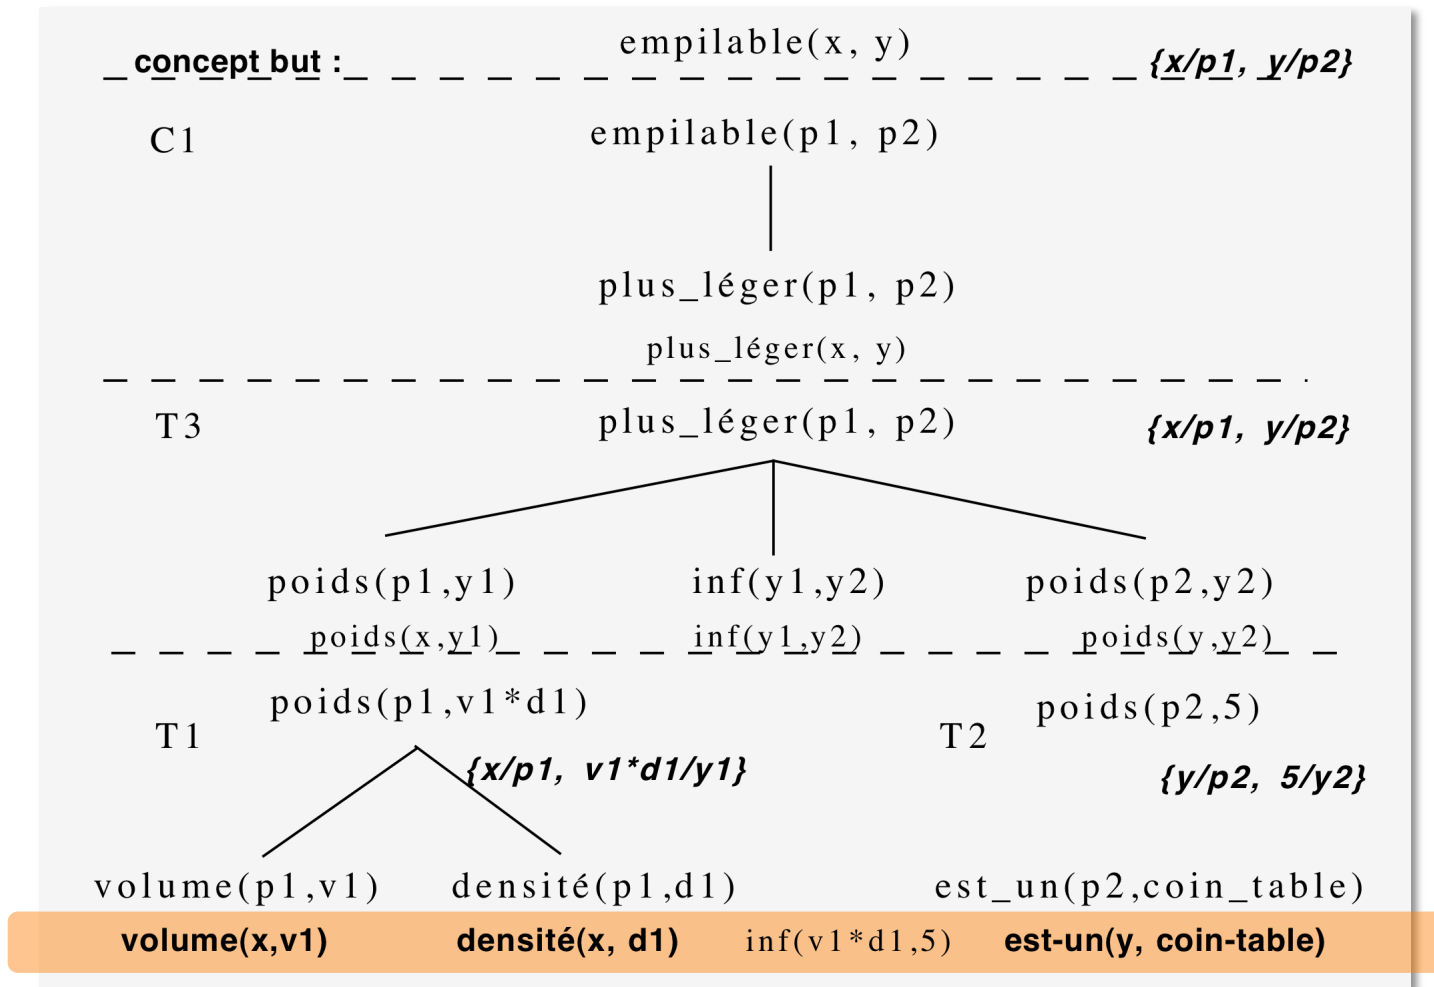 concept but : empilable(x, y) {x/p1, y/p2}
C1 empilable(p1, p2)
plus_léger(p1, p2)
plus_léger(x, y)
T3 plus_léger(p1, p2) {x/p1, y/p2}
poids(p1,y1) inf(y1,y2) poids(p2,y2)
poids(x,y1) inf(y1,y2) poids(y,y2)
T1 poids(p1,v1*d1) T2 poids(p2,5)
{x/p1, v1*d1/y1} {y/p2, 5/y2}
volume(p1,v1) densité(p1,d1) est_un(p2,coin_table)
volume(x,v1) densité(x, d1) inf(v1*d1,5) est-un(y, coin-table)